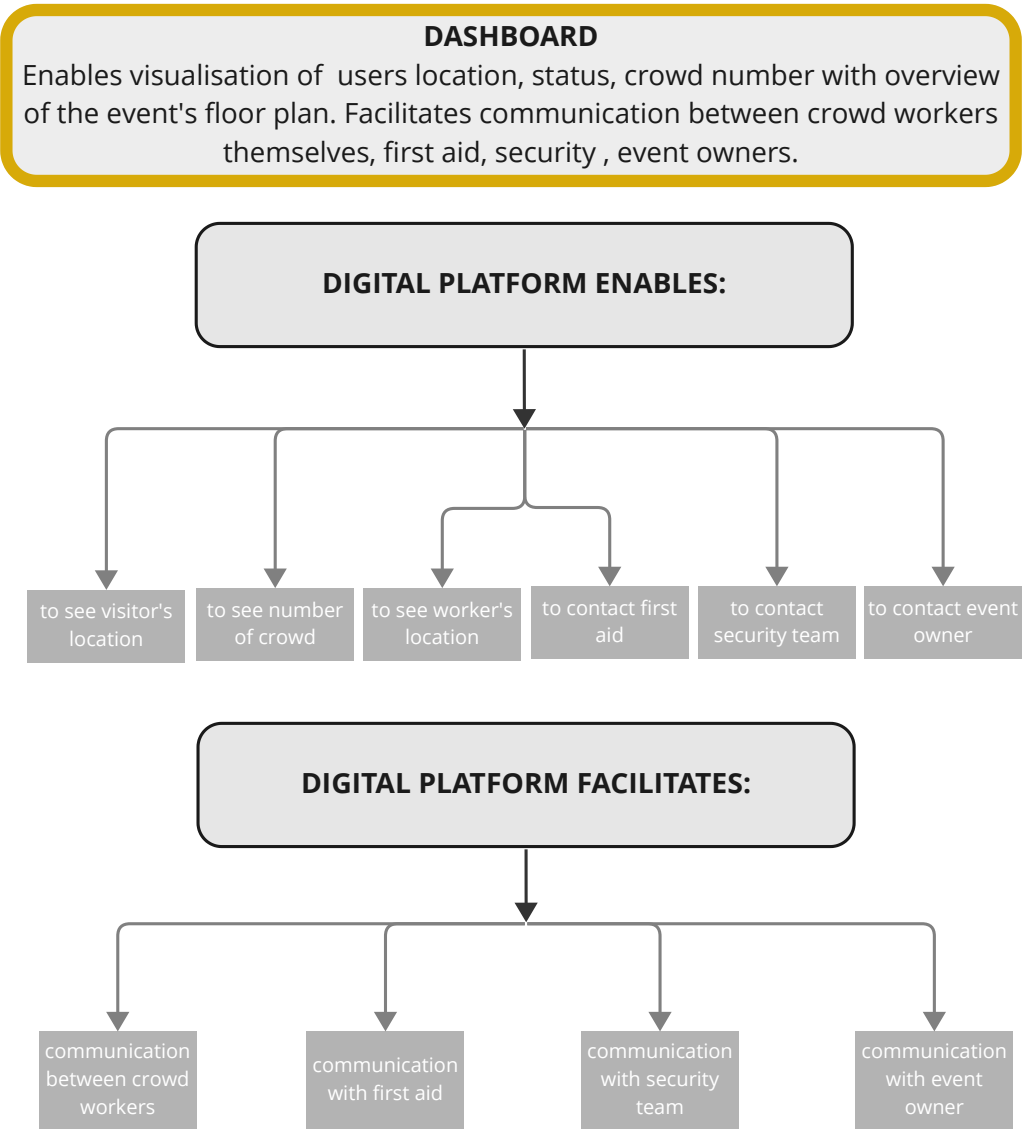 DASHBOARD
Enables visualisation of  users location, status, crowd number with overview
of the event's floor plan. Facilitates communication between crowd workers
themselves, first aid, security , event owners.
DIGITAL PLATFORM ENABLES:
to see visitor's
location
to see number
of crowd
to see worker's
location
to contact first
aid
to contact
security team
to contact event
owner
DIGITAL PLATFORM FACILITATES:
communication
between crowd
workers
communication
with first aid
communication
with security
team
communication
with event
owner